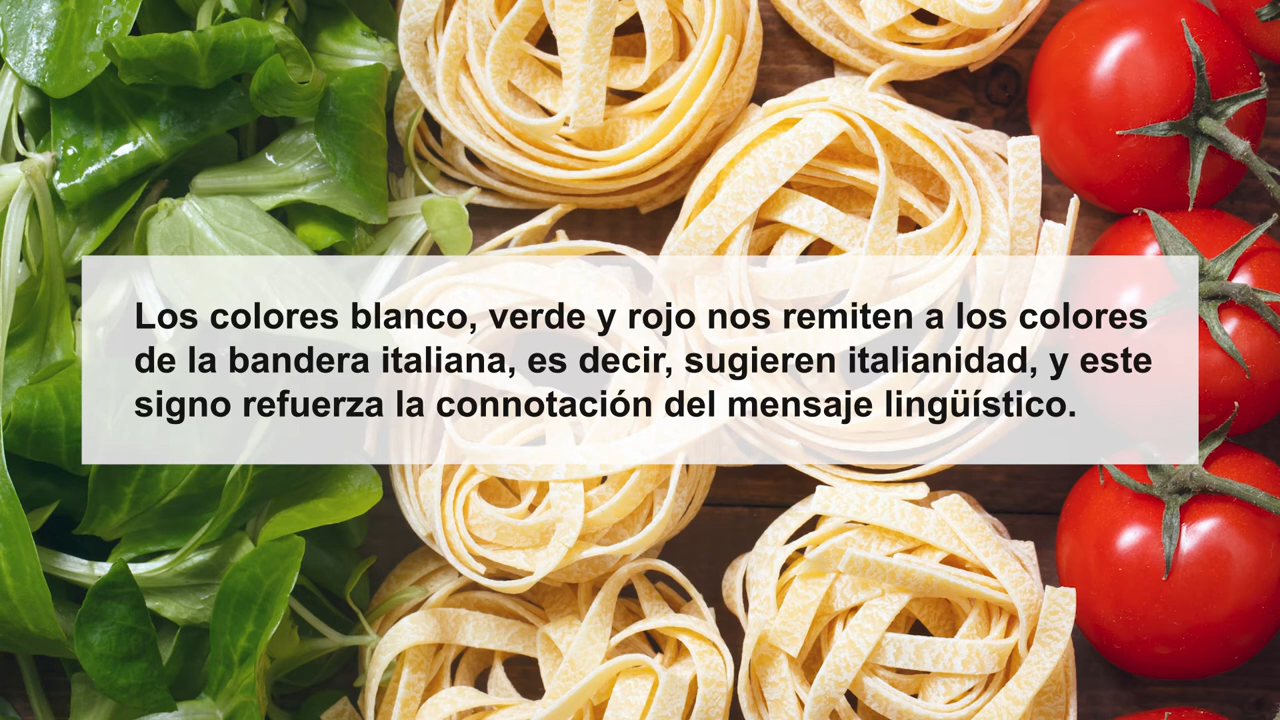 Los colores blanco, verde y rojo nos remiten a los colores
de la bandera italiana, es decir, sugieren italianidad, y este
signo refuerza la connotación del mensaje lingüístico.